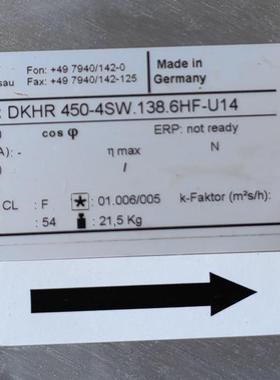 Fon: +49 7940/142-0
sau Fax: +49 7940/142-125
Made in
Germany
: DKHR 450-4SW.138.6HF-U14
) cos φ ERP: not ready
A): - η max N
) /
CL : F * : 01.006/005 k-Faktor (m²s/h):
: 54 : 21,5 Kg